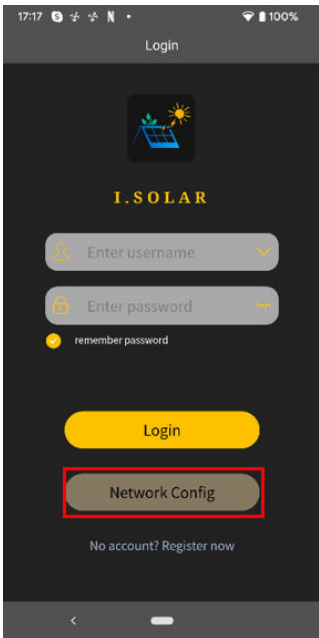 17:17 S N 100%
Login
I.SOLAR
Enter username
Enter password
remember password
Login
Network Config
No account? Register now